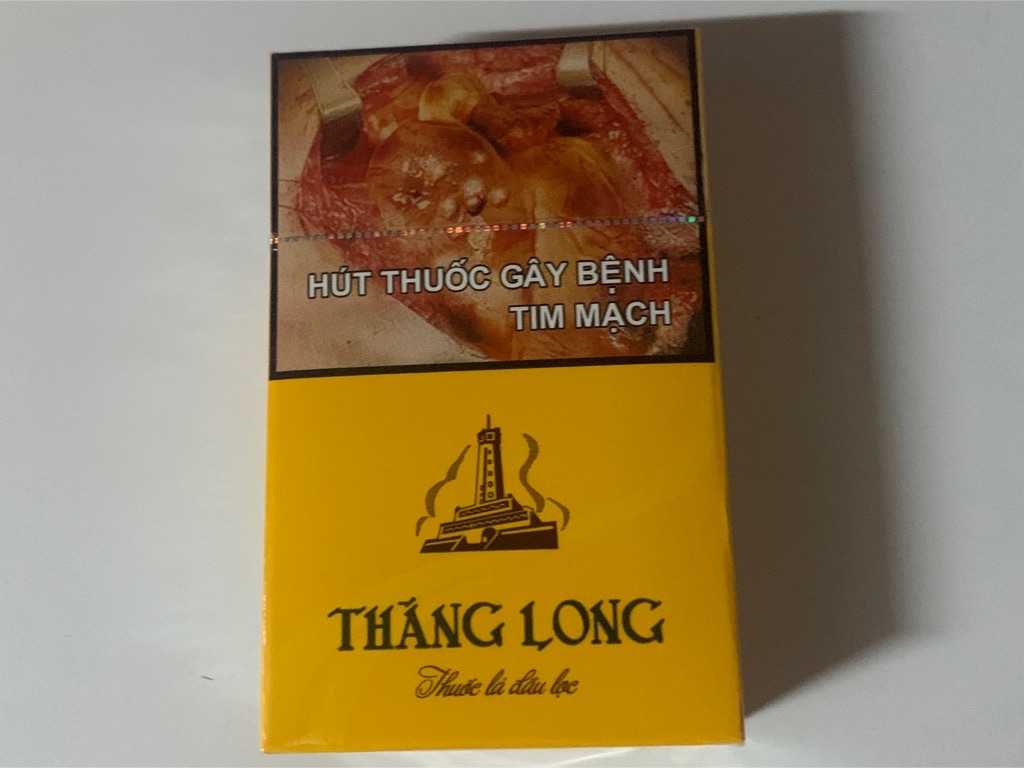 HÚT THUỐC GÂY BỆNH
TIM MẠCH
THĂNG LONG
Thuốc lá đầu lọc